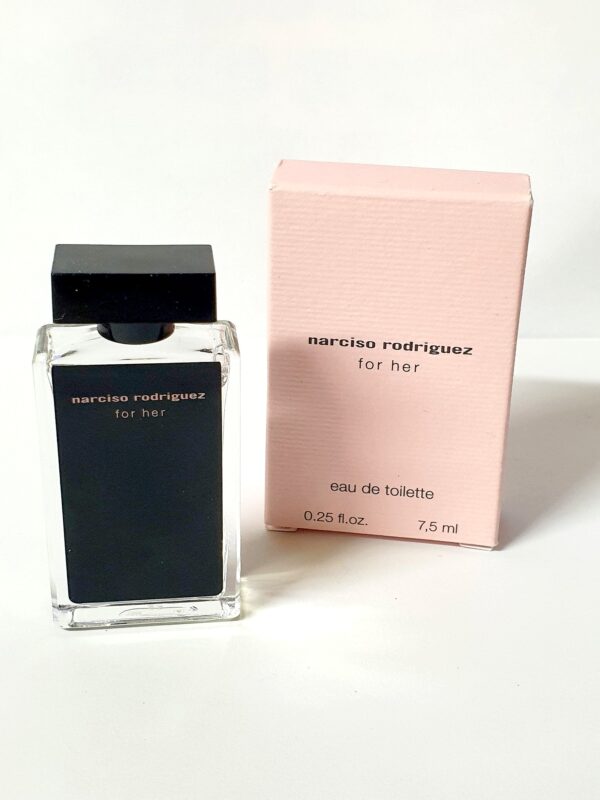 narciso rodriguez
for her
narciso rodriguez
for her
eau de toilette
0.25 fl.oz. 7,5 ml